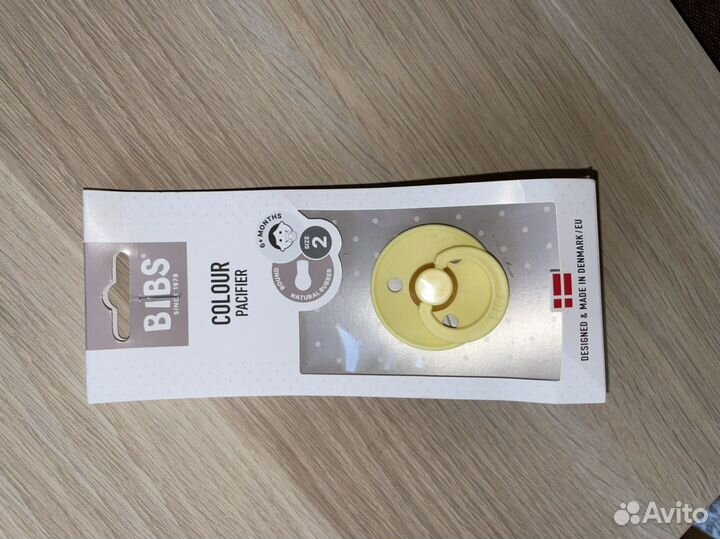 BIBS
SINCE 1978
COLOUR
PACIFIER
6+ MONTHS
SIZE
2
ROUND
NATURAL RUBBER
DESIGNED & MADE IN DENMARK/EU
Avito